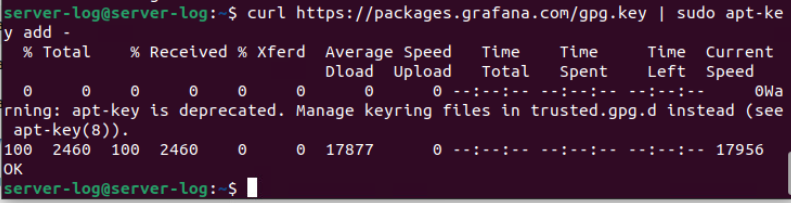 server-log@server-log:~$ curl https://packages.grafana.com/gpg.key | sudo apt-ke
y add -
  % Total    % Received % Xferd  Average Speed   Time    Time     Time  Current
                                 Dload  Upload   Total   Spent    Left  Speed
  0     0    0     0    0     0      0      0 --:--:-- --:--:-- --:--:--     0Wa
rning: apt-key is deprecated. Manage keyring files in trusted.gpg.d instead (see
 apt-key(8)).
100  2460  100  2460    0     0  17877      0 --:--:-- --:--:-- --:--:-- 17956
OK
server-log@server-log:~$